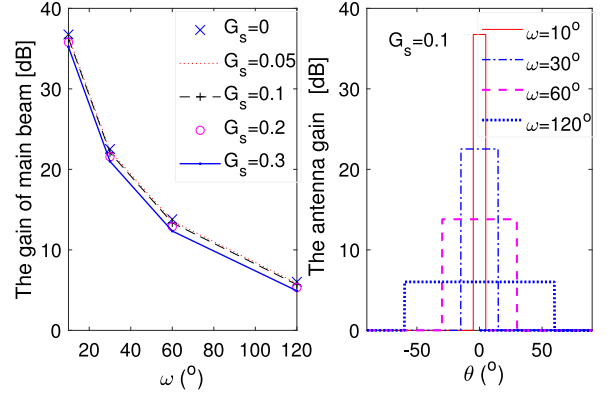 The gain of main beam [dB]
40
30
20
10
0
20 40 60 80 100 120
ω (°)
G_s=0
G_s=0.05
G_s=0.1
G_s=0.2
G_s=0.3
The antenna gain [dB]
40
30
20
10
0
-50 0 50
θ (°)
G_s=0.1
ω=10°
ω=30°
ω=60°
ω=120°